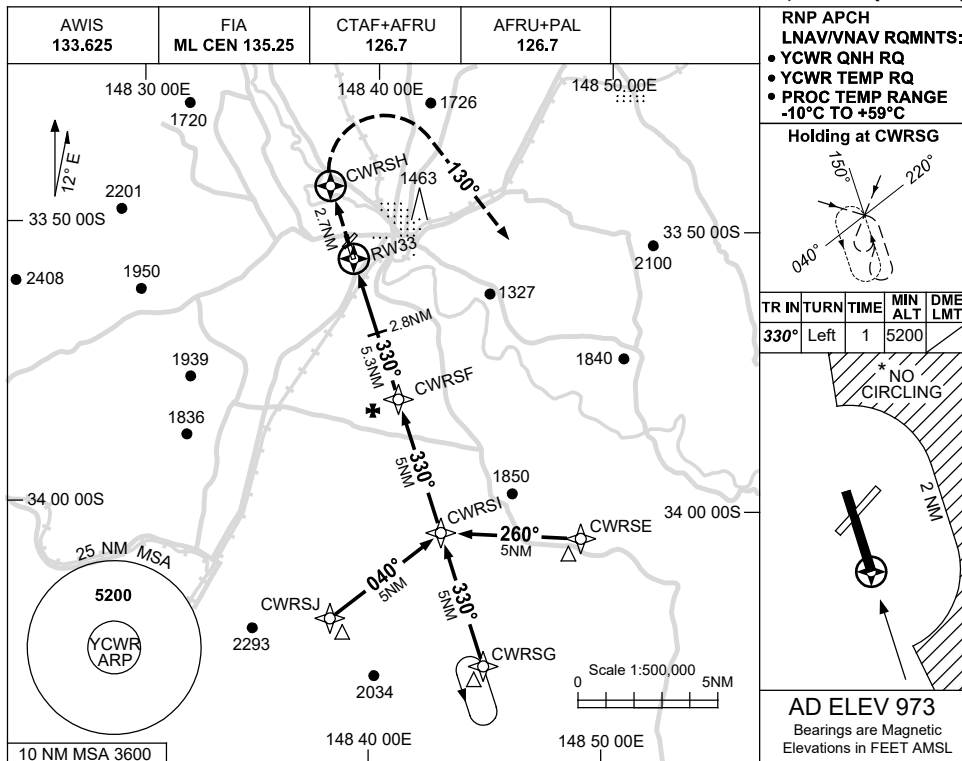 AWIS
133.625
FIA
ML CEN 135.25
CTAF+AFRU
126.7
AFRU+PAL
126.7
RNP APCH
LNAV/VNAV RQMNTS:
• YCWR QNH RQ
• YCWR TEMP RQ
• PROC TEMP RANGE
-10°C TO +59°C
148 30 00E
148 40 00E
148 50 00E
1720
1726
12° E
CWRSH
130°
1463
2201
33 50 00S
2.7NM
RW33
33 50 00S
2100
2408
1950
1327
2.8NM
330°
5.3NM
1939
CWRSF
1840
1836
330°
5NM
1850
34 00 00S
CWRSI
34 00 00S
260°
5NM
CWRSE
25 NM MSA
5200
YCWR
ARP
040°
5NM
330°
5NM
CWRSJ
2293
CWRSG
2034
Scale 1:500,000
0
5NM
148 40 00E
148 50 00E
10 NM MSA 3600
Holding at CWRSG
150°
220°
040°
TR IN
TURN
TIME
MIN
ALT
DME
LMT
330°
Left
1
5200
* NO
CIRCLING
2 NM
AD ELEV 973
Bearings are Magnetic
Elevations in FEET AMSL